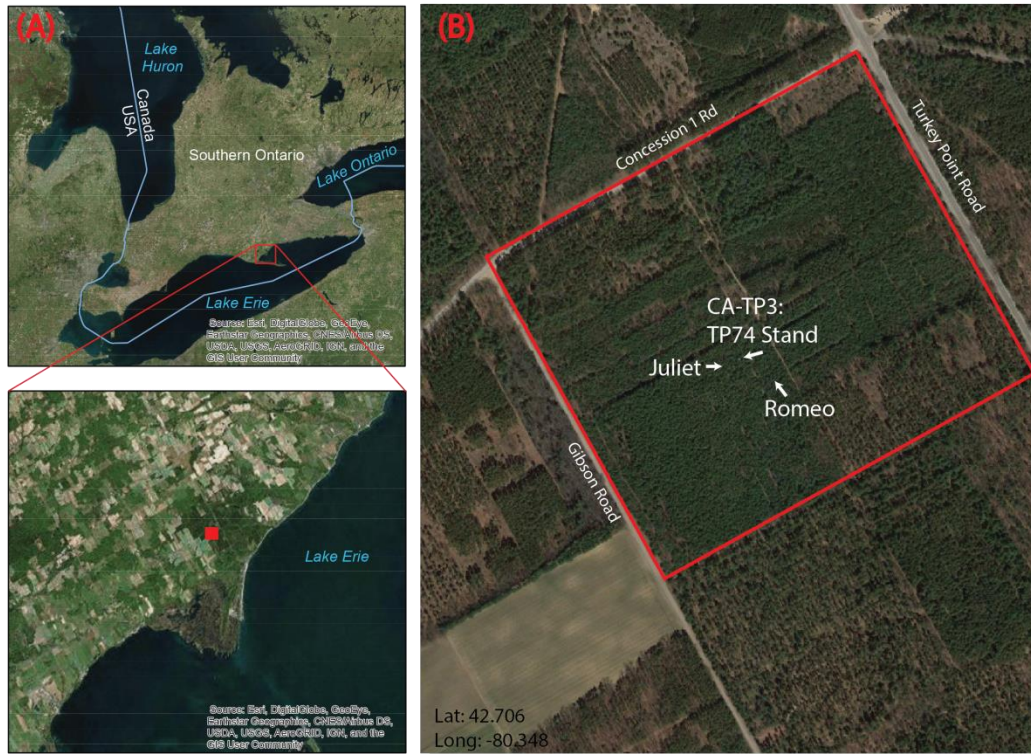 (A)
Lake
Huron
Canada
USA
Southern Ontario
Lake Ontario
Lake Erie
Source: Esri, DigitalGlobe, GeoEye,
Earthstar Geographics, CNES/Airbus DS,
USDA, USGS, AeroGRID, IGN, and the
GIS User Community
Lake Erie
Source: Esri, DigitalGlobe, GeoEye,
Earthstar Geographics, CNES/Airbus DS,
USDA, USGS, AeroGRID, IGN, and the
GIS User Community
(B)
Concession 1 Rd
Turkey Point Road
CA-TP3:
TP74 Stand
Juliet
Romeo
Gibson Road
Lat: 42.706
Long: -80.348